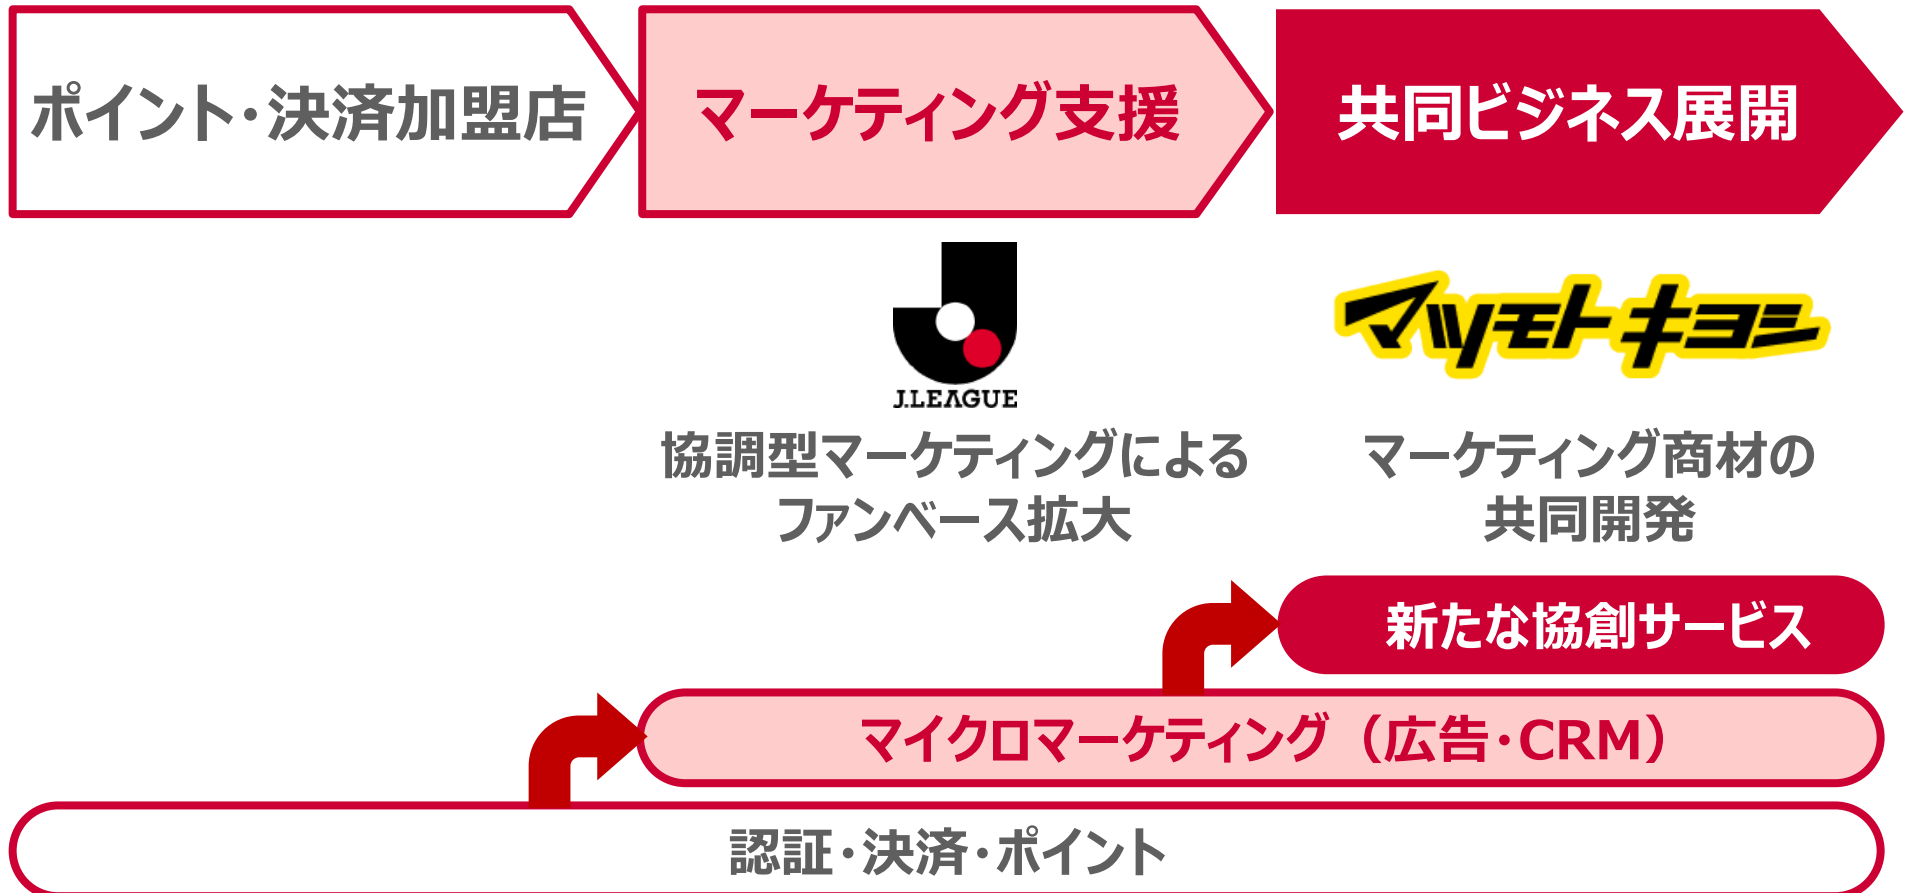 ポイント・決済加盟店
マーケティング支援
共同ビジネス展開
J.LEAGUE
マツモトキヨシ
協調型マーケティングによる
ファンベース拡大
マーケティング商材の
共同開発
新たな協創サービス
マイクロマーケティング（広告・CRM）
認証・決済・ポイント